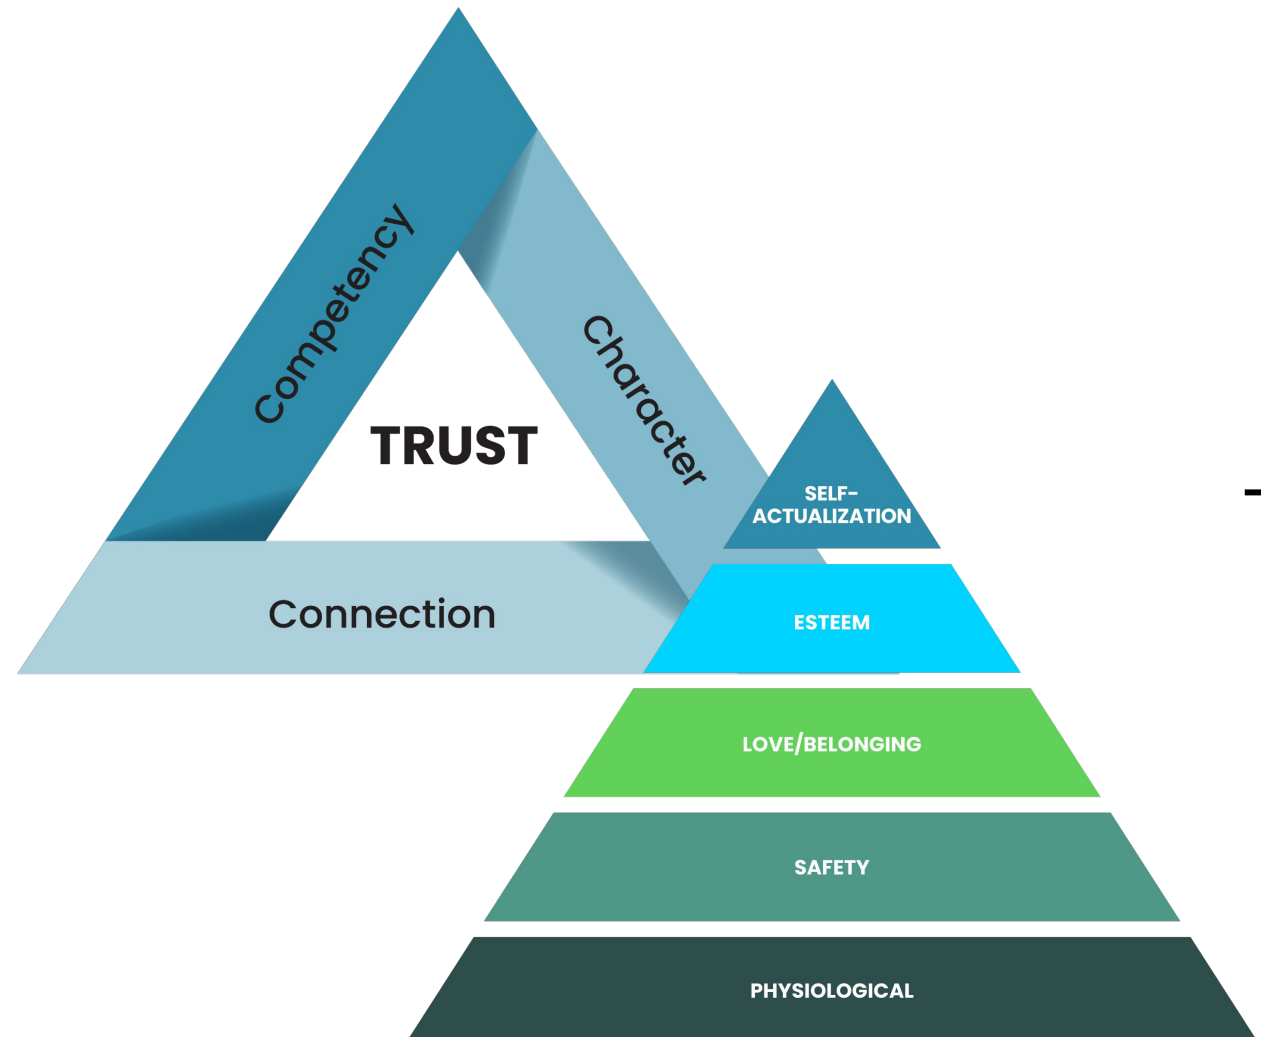 Competency
Character
TRUST
Connection
SELF-
ACTUALIZATION
ESTEEM
LOVE/BELONGING
SAFETY
PHYSIOLOGICAL